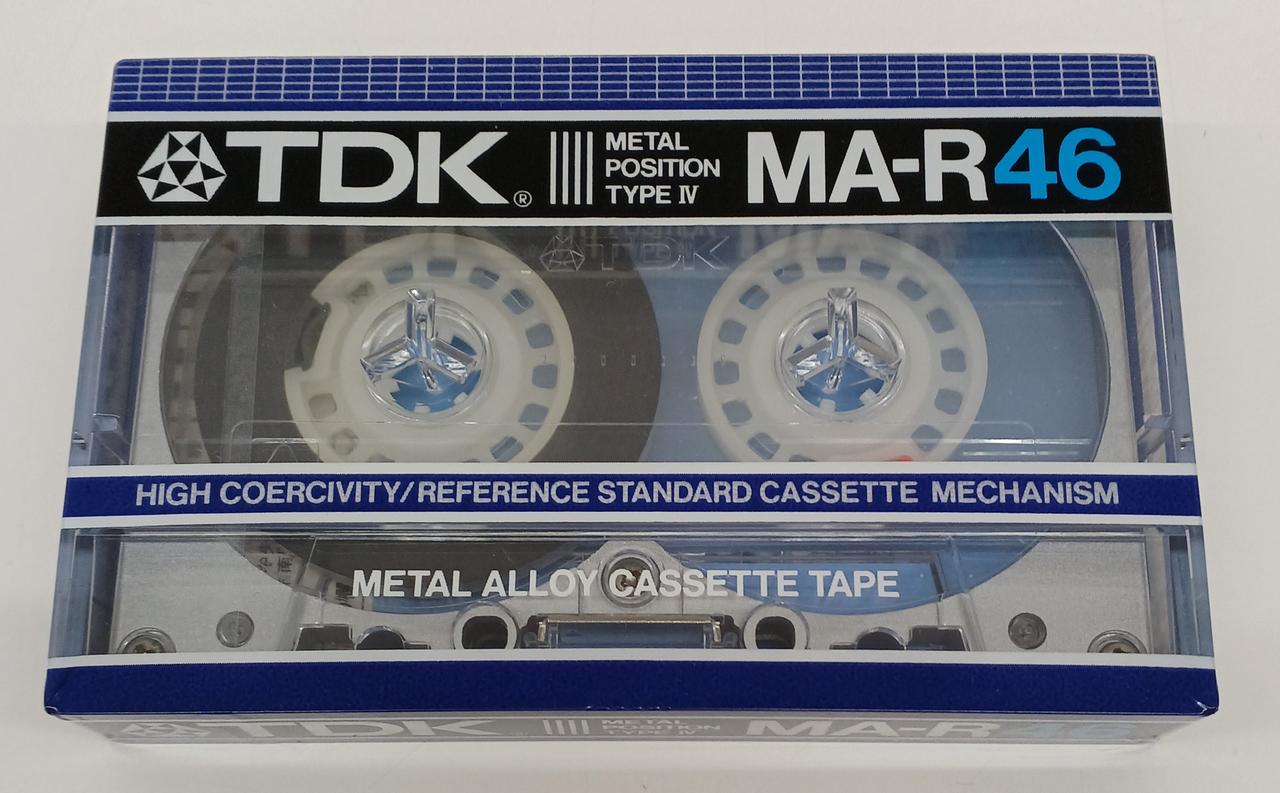 TDK®
METAL
POSITION
TYPE IV
MA-R46
TDK
HIGH COERCIVITY/REFERENCE STANDARD CASSETTE MECHANISM
METAL ALLOY CASSETTE TAPE
TDK
METAL
POSITION
TYPE IV
MA-R 46